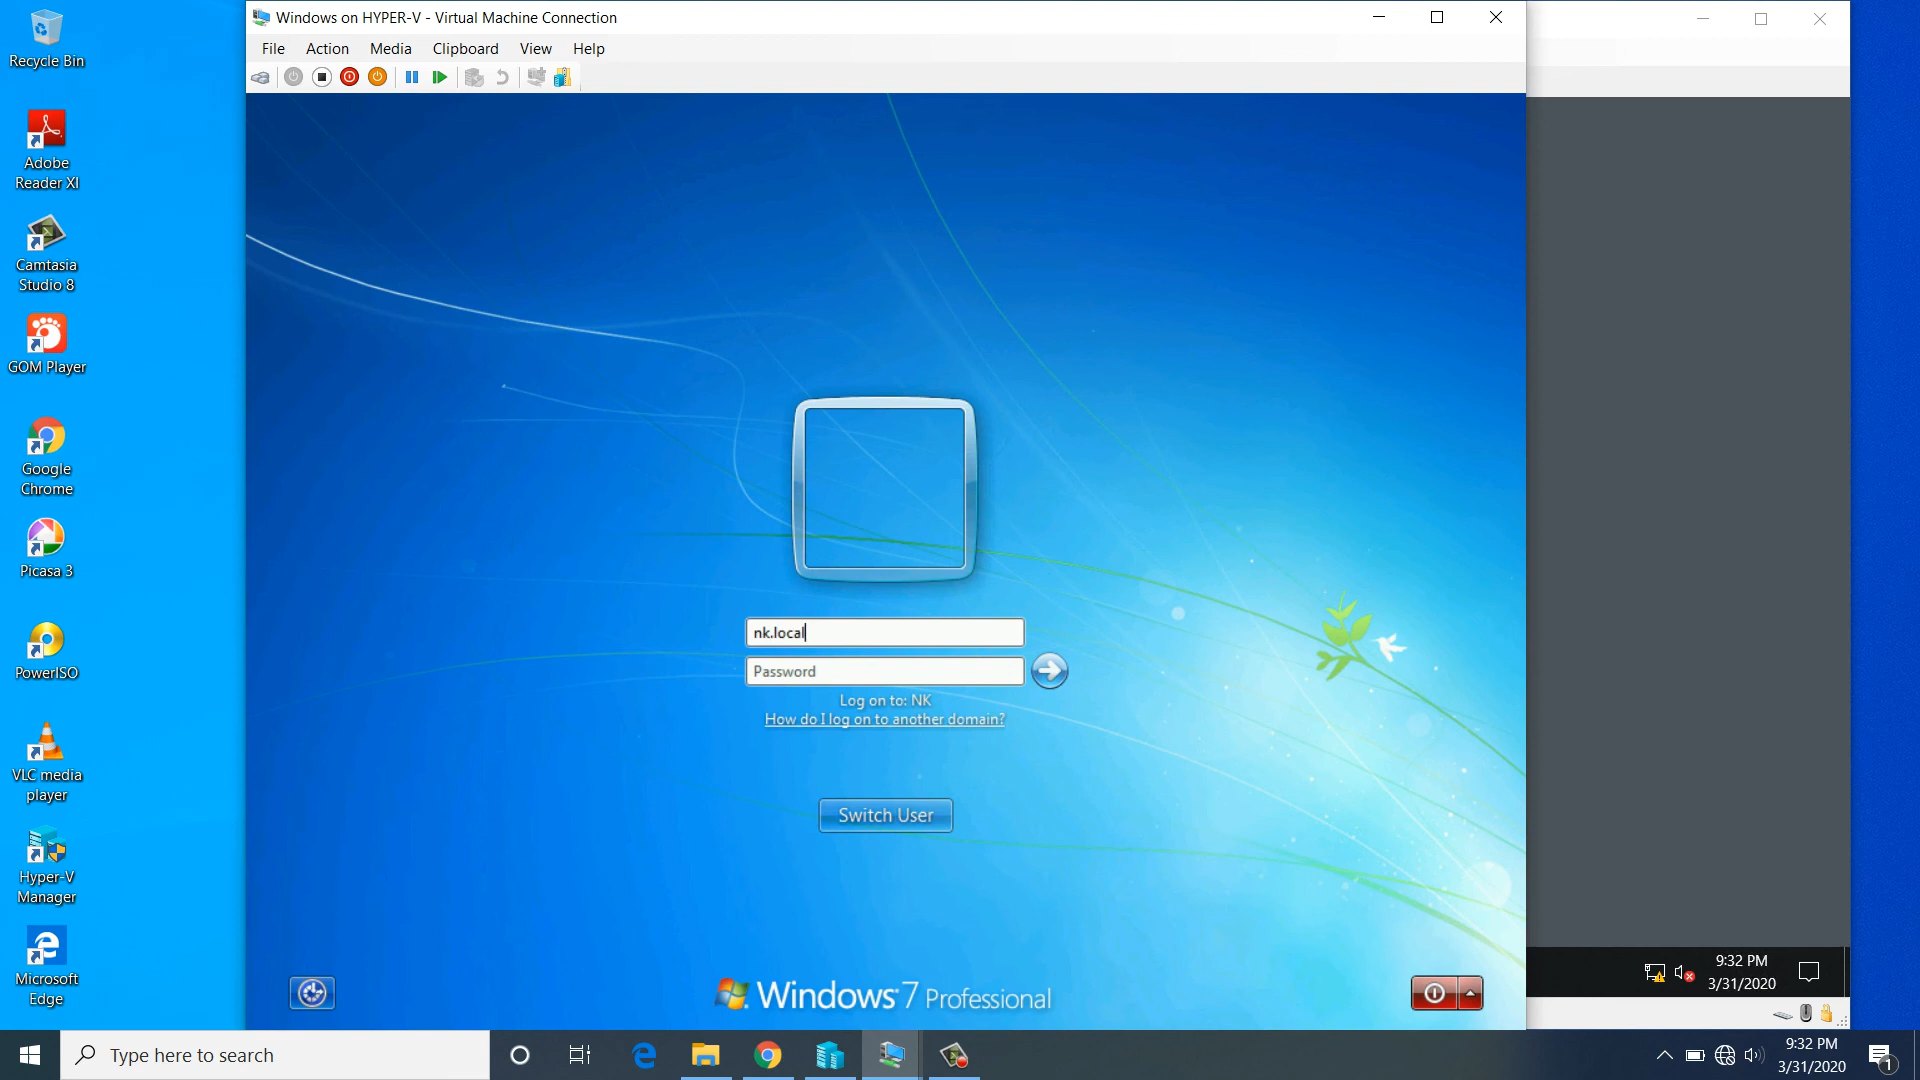 Windows on HYPER-V - Virtual Machine Connection
File Action Media Clipboard View Help
Recycle Bin
Adobe
Reader XI
Camtasia
Studio 8
GOM Player
Google
Chrome
Picasa 3
PowerISO
VLC media
player
Hyper-V
Manager
Microsoft
Edge
nk.local
Password
Log on to: NK
How do I log on to another domain?
Switch User
Windows 7 Professional
9:32 PM
3/31/2020
Type here to search
9:32 PM
3/31/2020
1